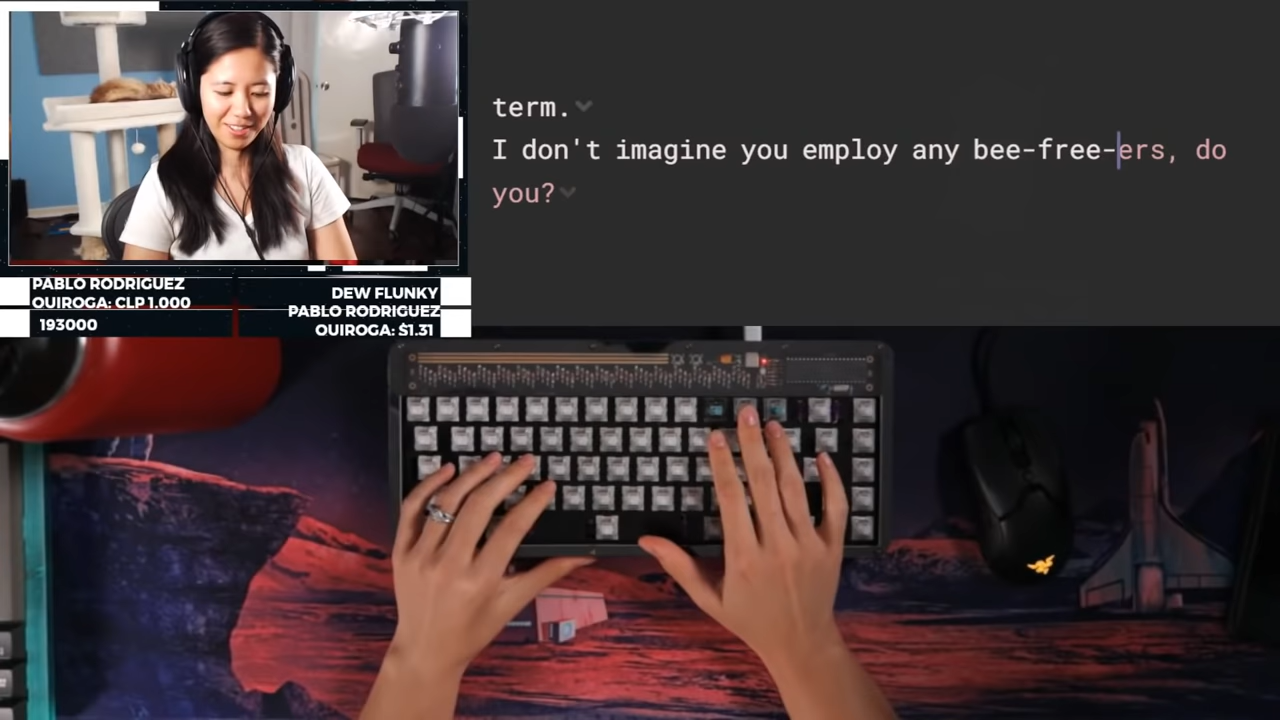 term.
I don't imagine you employ any bee-free-ers, do
you?
PABLO RODRIGUEZ
QUIROGA: CLP 1.000
193000
DEW FLUNKY
PABLO RODRIGUEZ
QUIROGA: $1.31